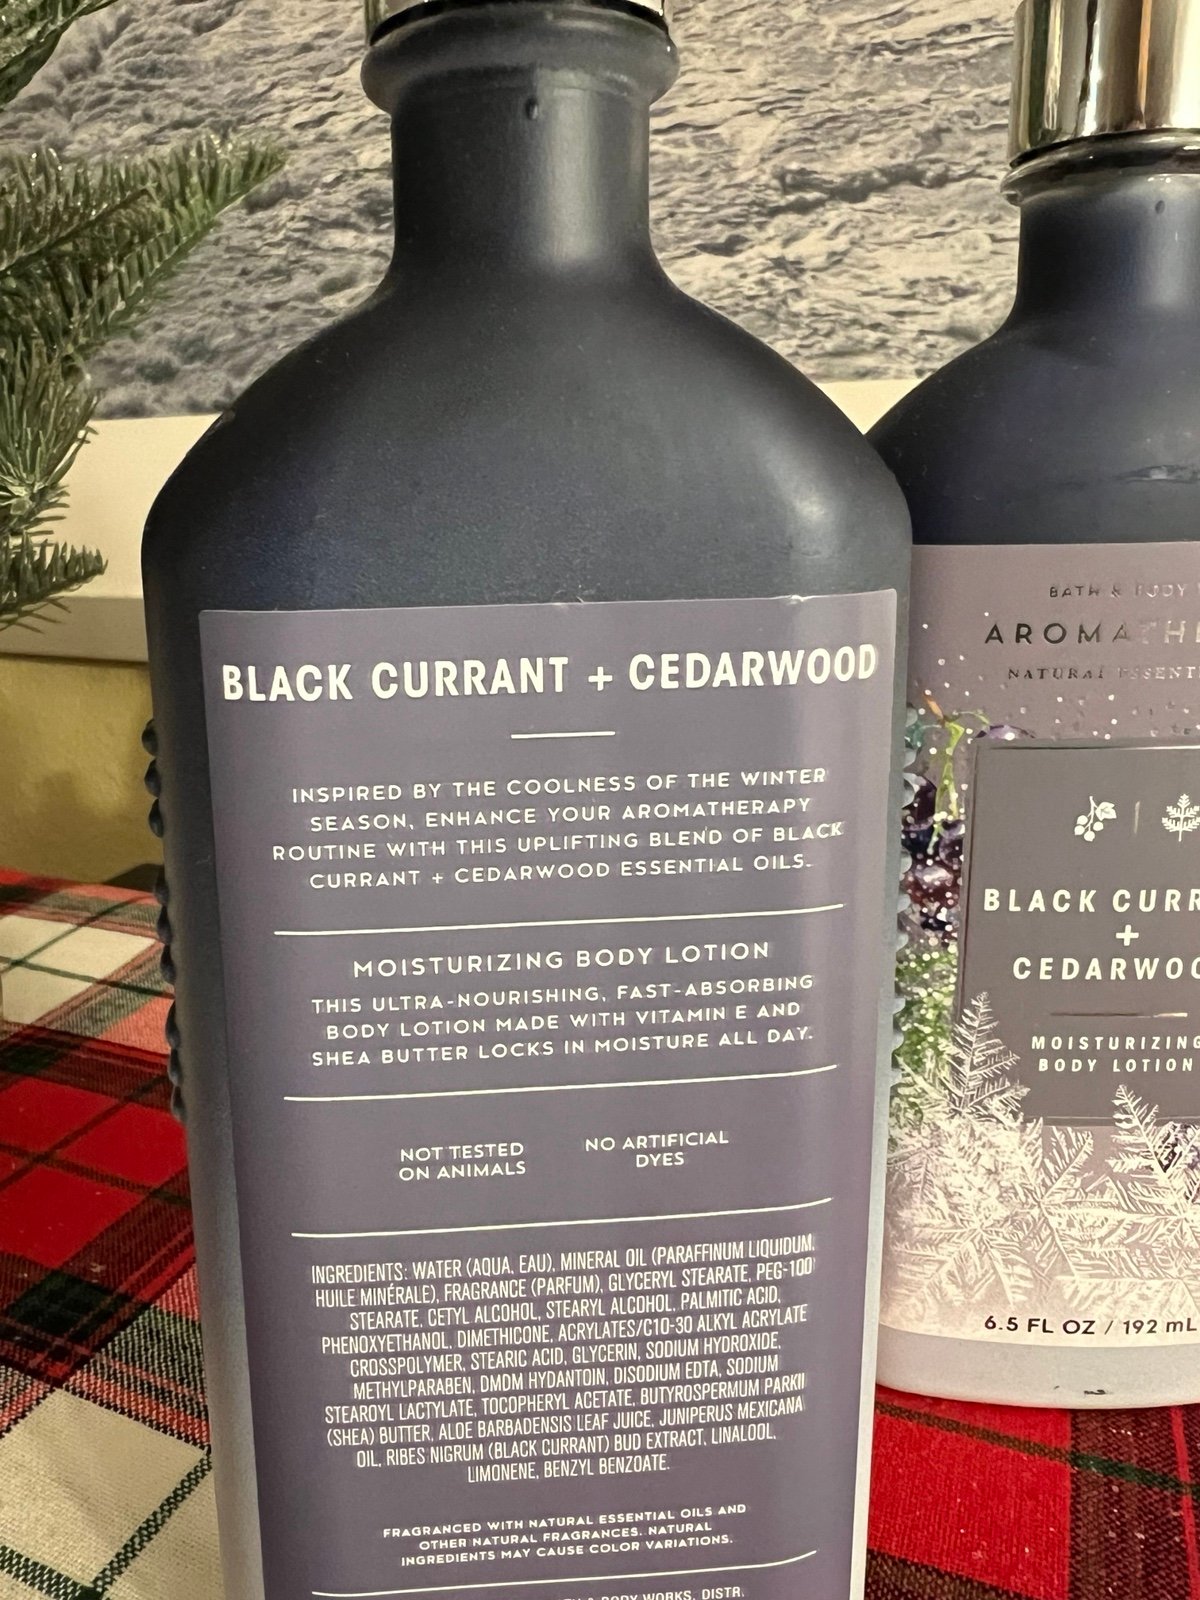 BLACK CURRANT + CEDARWOOD
INSPIRED BY THE COOLNESS OF THE WINTER
SEASON, ENHANCE YOUR AROMATHERAPY
ROUTINE WITH THIS UPLIFTING BLEND OF BLACK
CURRANT + CEDARWOOD ESSENTIAL OILS.
MOISTURIZING BODY LOTION
THIS ULTRA-NOURISHING, FAST-ABSORBING
BODY LOTION MADE WITH VITAMIN E AND
SHEA BUTTER LOCKS IN MOISTURE ALL DAY.
NOT TESTED
ON ANIMALS
NO ARTIFICIAL
DYES
INGREDIENTS: WATER (AQUA, EAU), MINERAL OIL (PARAFFINUM LIQUIDUM,
HUILE MINÉRALE), FRAGRANCE (PARFUM), GLYCERYL STEARATE, PEG-100
STEARATE, CETYL ALCOHOL, STEARYL ALCOHOL, PALMITIC ACID,
PHENOXYETHANOL, DIMETHICONE, ACRYLATES/C10-30 ALKYL ACRYLATE
CROSSPOLYMER, STEARIC ACID, GLYCERIN, SODIUM HYDROXIDE,
METHYLPARABEN, DMDM HYDANTOIN, DISODIUM EDTA, SODIUM
STEAROYL LACTYLATE, TOCOPHERYL ACETATE, BUTYROSPERMUM PARKII
(SHEA) BUTTER, ALOE BARBADENSIS LEAF JUICE, JUNIPERUS MEXICANA
OIL, RIBES NIGRUM (BLACK CURRANT) BUD EXTRACT, LINALOOL,
LIMONENE, BENZYL BENZOATE.
FRAGRANCED WITH NATURAL ESSENTIAL OILS AND
OTHER NATURAL FRAGRANCES. NATURAL
INGREDIENTS MAY CAUSE COLOR VARIATIONS.
& BODY WORKS, DISTR.
BATH & BODY
AROMATH
NATURAL ESSENT
BLACK CURR
+
CEDARWOO
MOISTURIZING
BODY LOTION
6.5 FL OZ / 192 mL